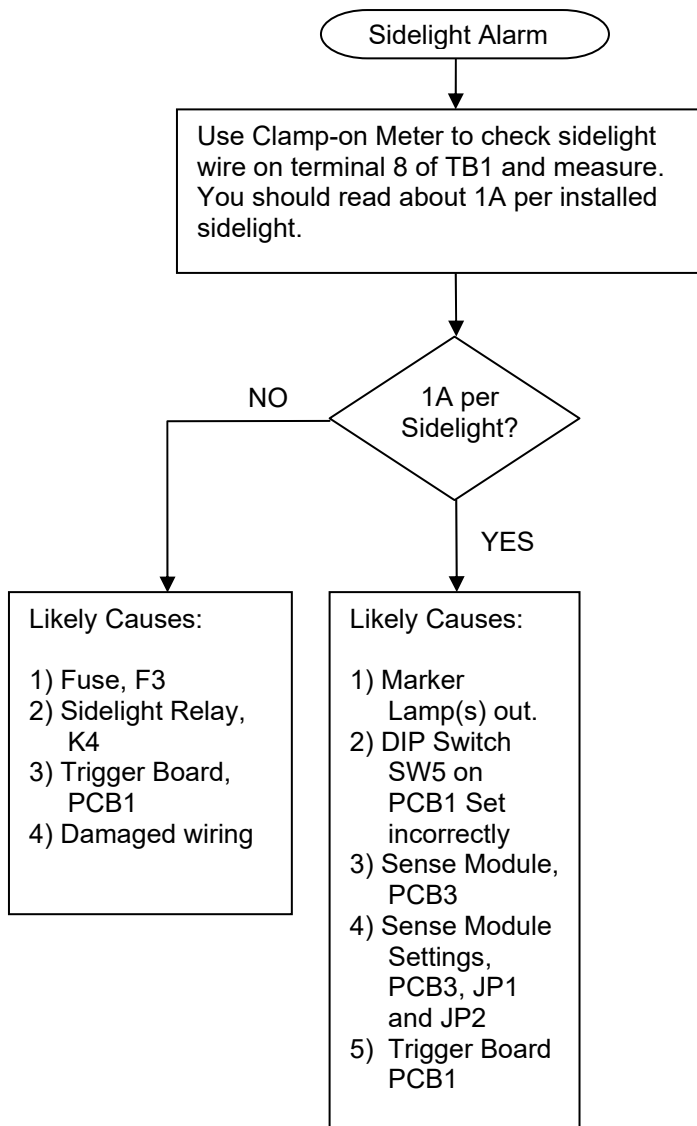 Sidelight Alarm
Use Clamp-on Meter to check sidelight
wire on terminal 8 of TB1 and measure.
You should read about 1A per installed
sidelight.
1A per
Sidelight?
NO
YES
Likely Causes:
1) Fuse, F3
2) Sidelight Relay,
K4
3) Trigger Board,
PCB1
4) Damaged wiring
Likely Causes:
1) Marker
Lamp(s) out.
2) DIP Switch
SW5 on
PCB1 Set
incorrectly
3) Sense Module,
PCB3
4) Sense Module
Settings,
PCB3, JP1
and JP2
5) Trigger Board
PCB1